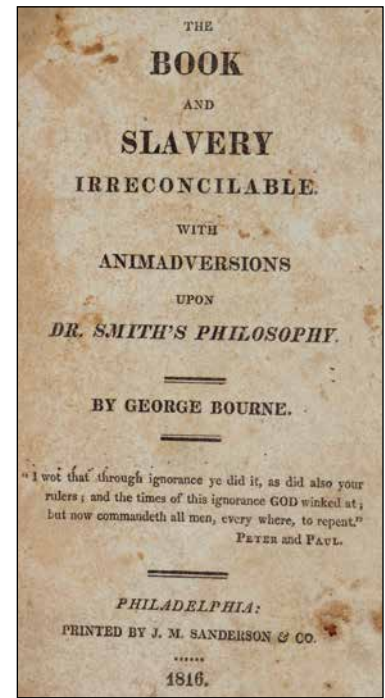 THE
BOOK
AND
SLAVERY
IRRECONCILABLE.
WITH
ANIMADVERSIONS
UPON
DR. SMITH'S PHILOSOPHY.
BY GEORGE BOURNE.
"I wot that through ignorance ye did it, as did also your
rulers; and the times of this ignorance GOD winked at;
but now commandeth all men, every where, to repent."
PETER and PAUL.
PHILADELPHIA:
PRINTED BY J. M. SANDERSON & CO.
......
1816.